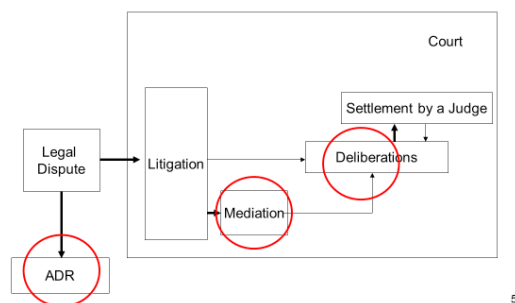 Court
Settlement by a Judge
Legal
Dispute
Litigation
Deliberations
Mediation
ADR
5